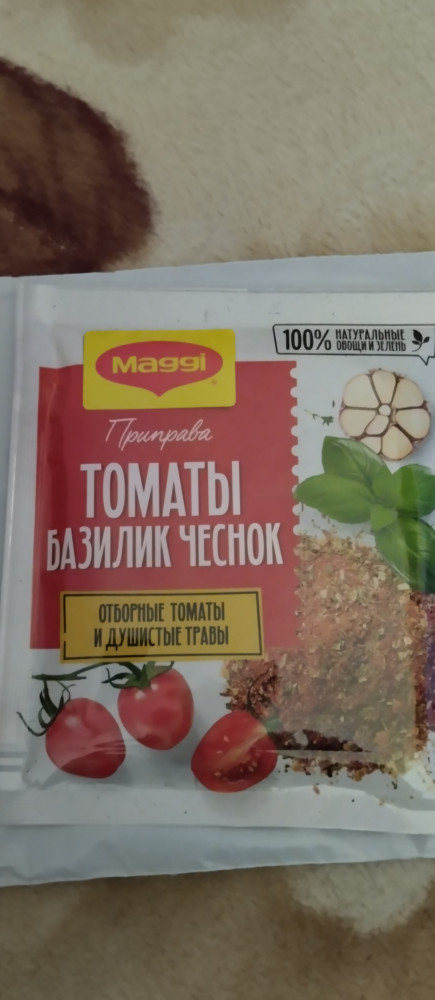 100% НАТУРАЛЬНЫЕ
ОВОЩИ И ЗЕЛЕНЬ
Maggi®
Приправа
ТОМАТЫ
БАЗИЛИК ЧЕСНОК
ОТБОРНЫЕ ТОМАТЫ
И ДУШИСТЫЕ ТРАВЫ